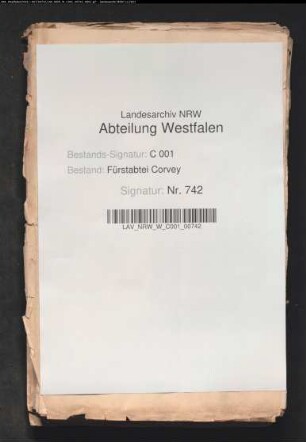 Landesarchiv NRW
Abteilung Westfalen
Bestands-Signatur: C 001
Bestand: Fürstabtei Corvey
Signatur: Nr. 742
LAV_NRW_W_C001_00742